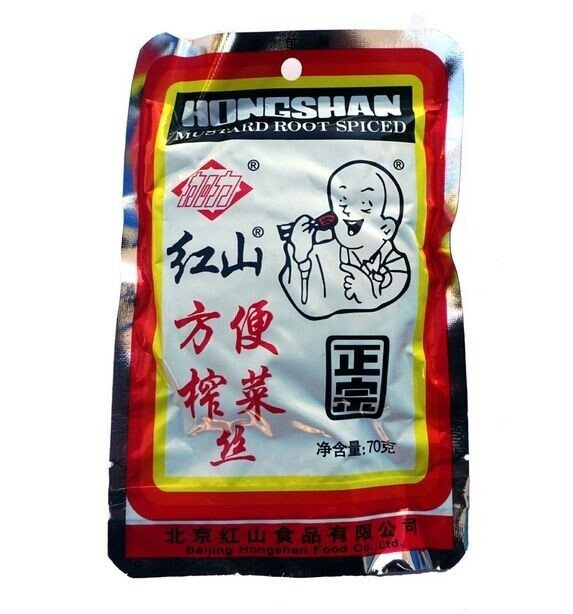 HONGSHAN
MUSTARD ROOT SPICED
®
®
红山®
方便
榨菜
丝
正宗
净含量:70克
北京红山食品有限公司
Beijing Hongshan Food Co., Ltd.